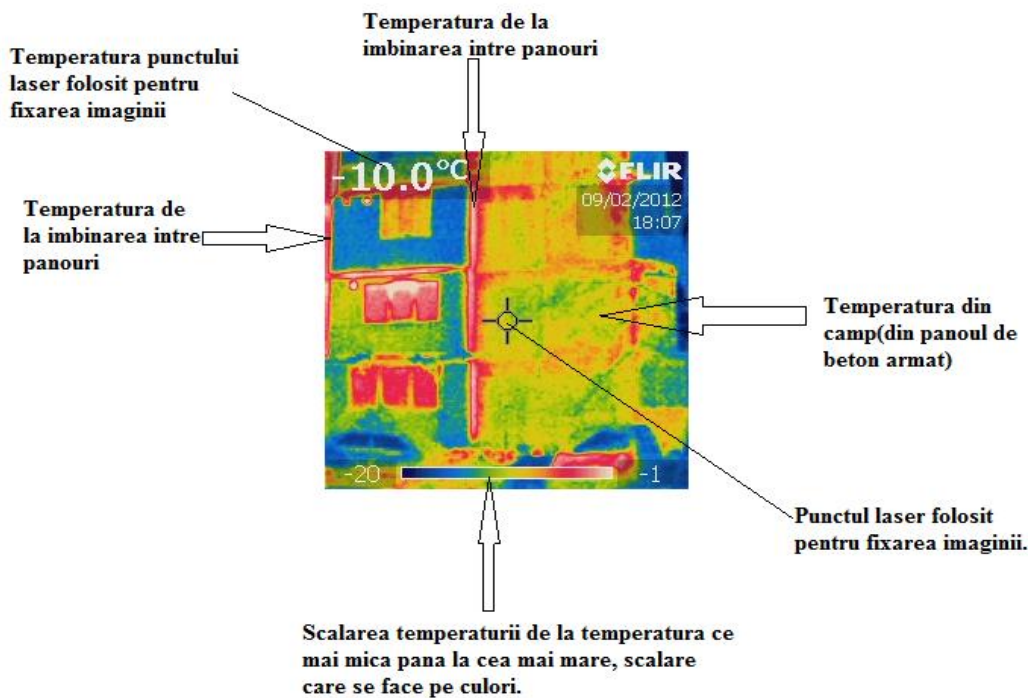 Temperatura de la
imbinarea intre panouri
Temperatura punctului
laser folosit pentru
fixarea imaginii
-10.0°C
FLIR
09/02/2012
18:07
Temperatura de
la imbinarea intre
panouri
Temperatura din
camp(din panoul de
beton armat)
-20
-1
Punctul laser folosit
pentru fixarea imaginii.
Scalarea temperaturii de la temperatura ce
mai mica pana la cea mai mare, scalare
care se face pe culori.